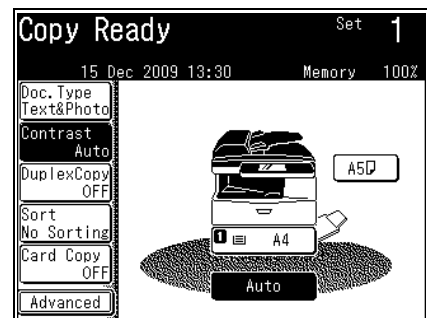 Copy Ready Set 1
15 Dec 2009 13:30 Memory 100%
Doc.Type
Text&Photo
Contrast
Auto
DuplexCopy
OFF
Sort
No Sorting
Card Copy
OFF
Advanced
A5
1 A4
Auto